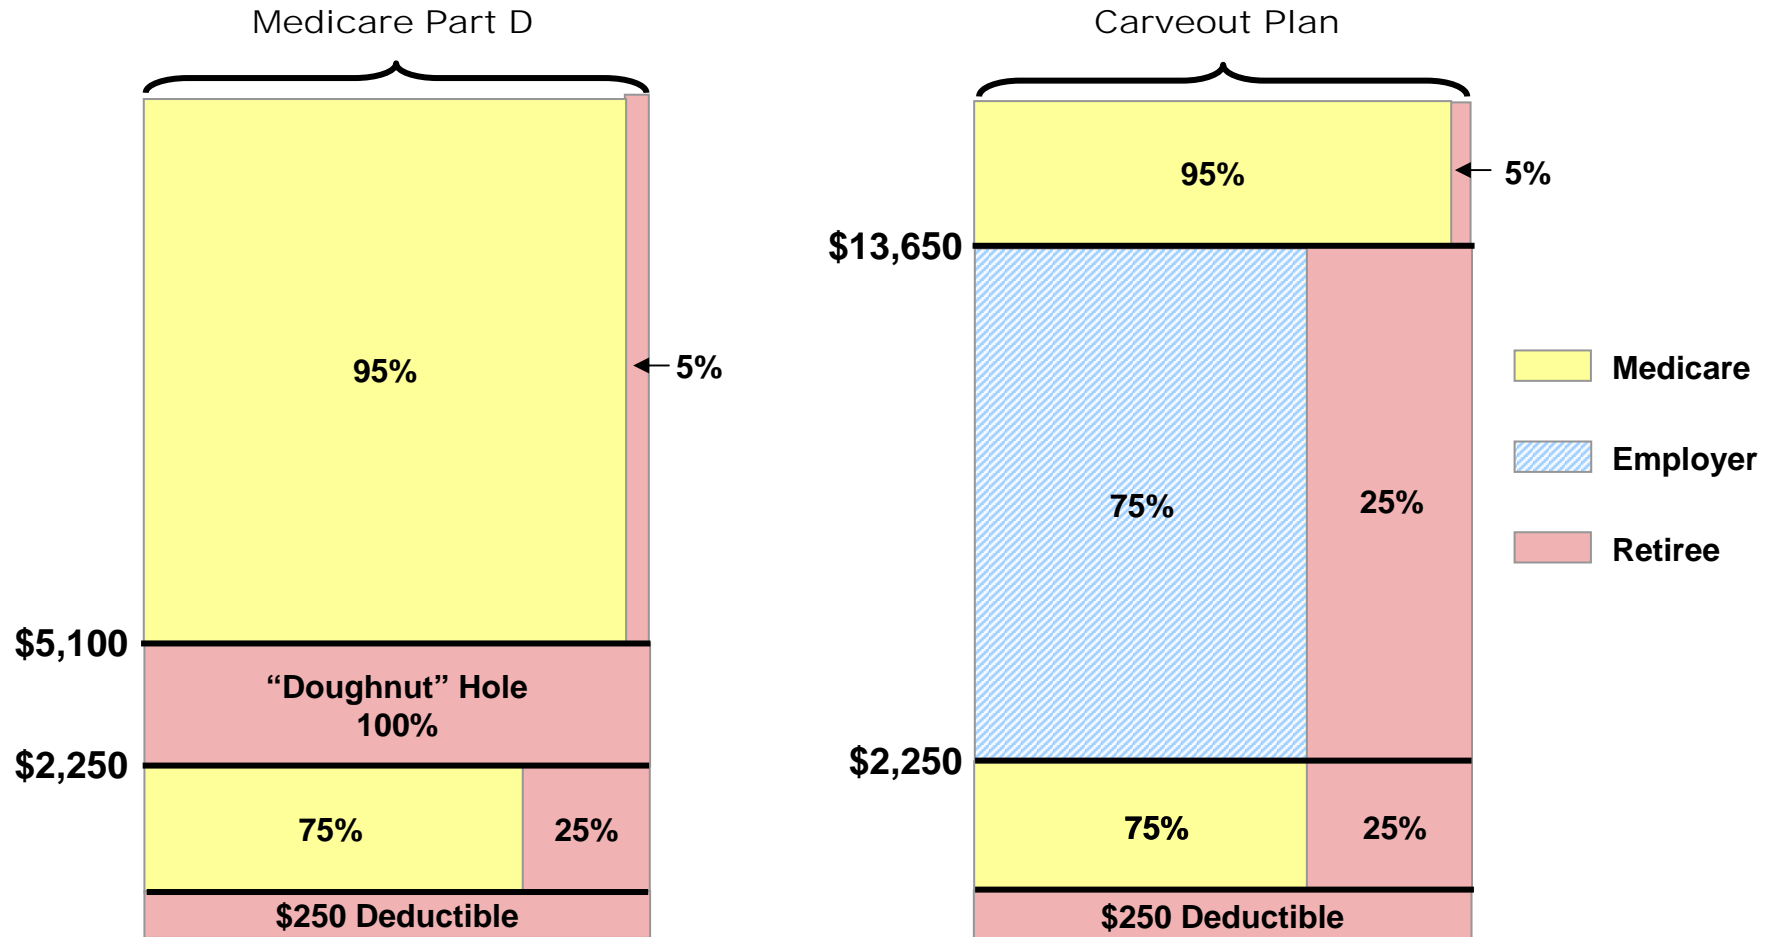 Medicare Part D
95%
5%
$5,100
“Doughnut” Hole
100%
$2,250
75%
25%
$250 Deductible
Carveout Plan
95%
5%
$13,650
75%
25%
$2,250
75%
25%
$250 Deductible
Medicare
Employer
Retiree